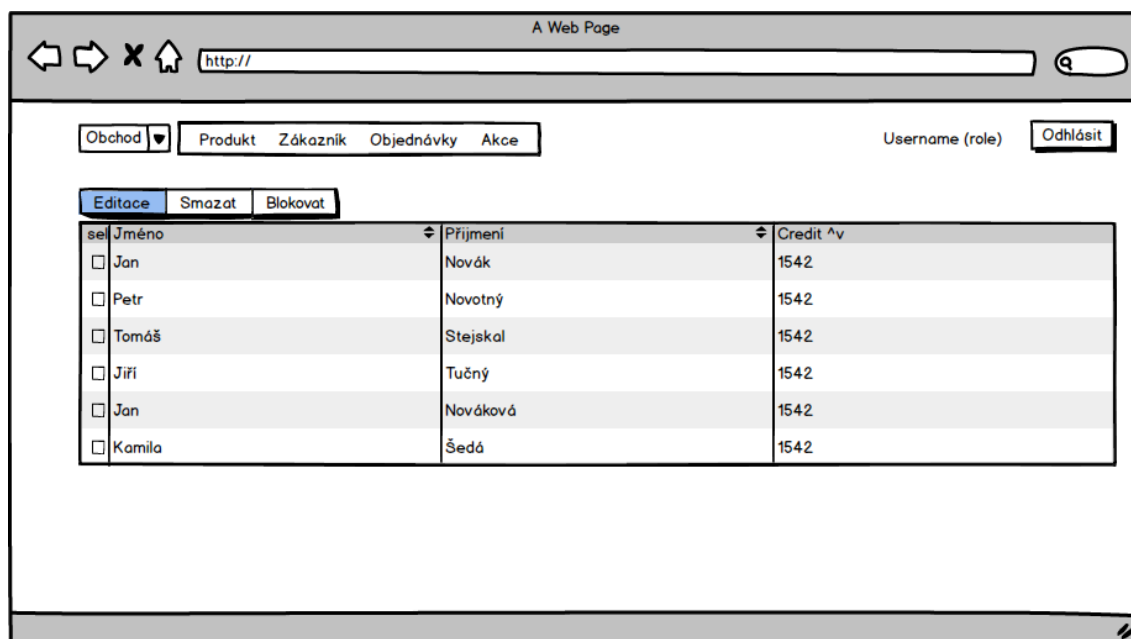 A Web Page
http://
Obchod Produkt Zákazník Objednávky Akce Username (role) Odhlásit
Editace Smazat Blokovat
sel Jméno Příjmení Credit ^v
Jan Novák 1542
Petr Novotný 1542
Tomáš Stejskal 1542
Jiří Tučný 1542
Jan Nováková 1542
Kamila Šedá 1542